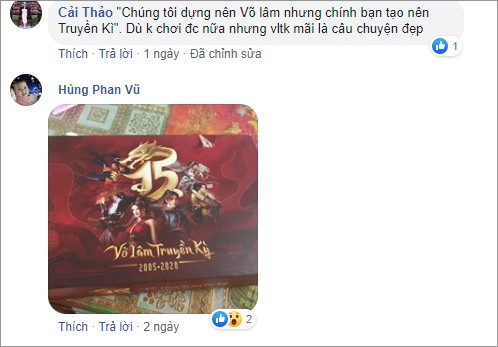 Cải Thảo "Chúng tôi dựng nên Võ lâm nhưng chính bạn tạo nên
Truyền Kì". Dù k chơi đc nữa nhưng vltk mãi là câu chuyện đẹp
1
Thích · Trả lời · 1 ngày · Đã chỉnh sửa
Hùng Phan Vũ
15
Võ Lâm Truyền Kỳ
2005•2020
Thích · Trả lời · 2 ngày
2